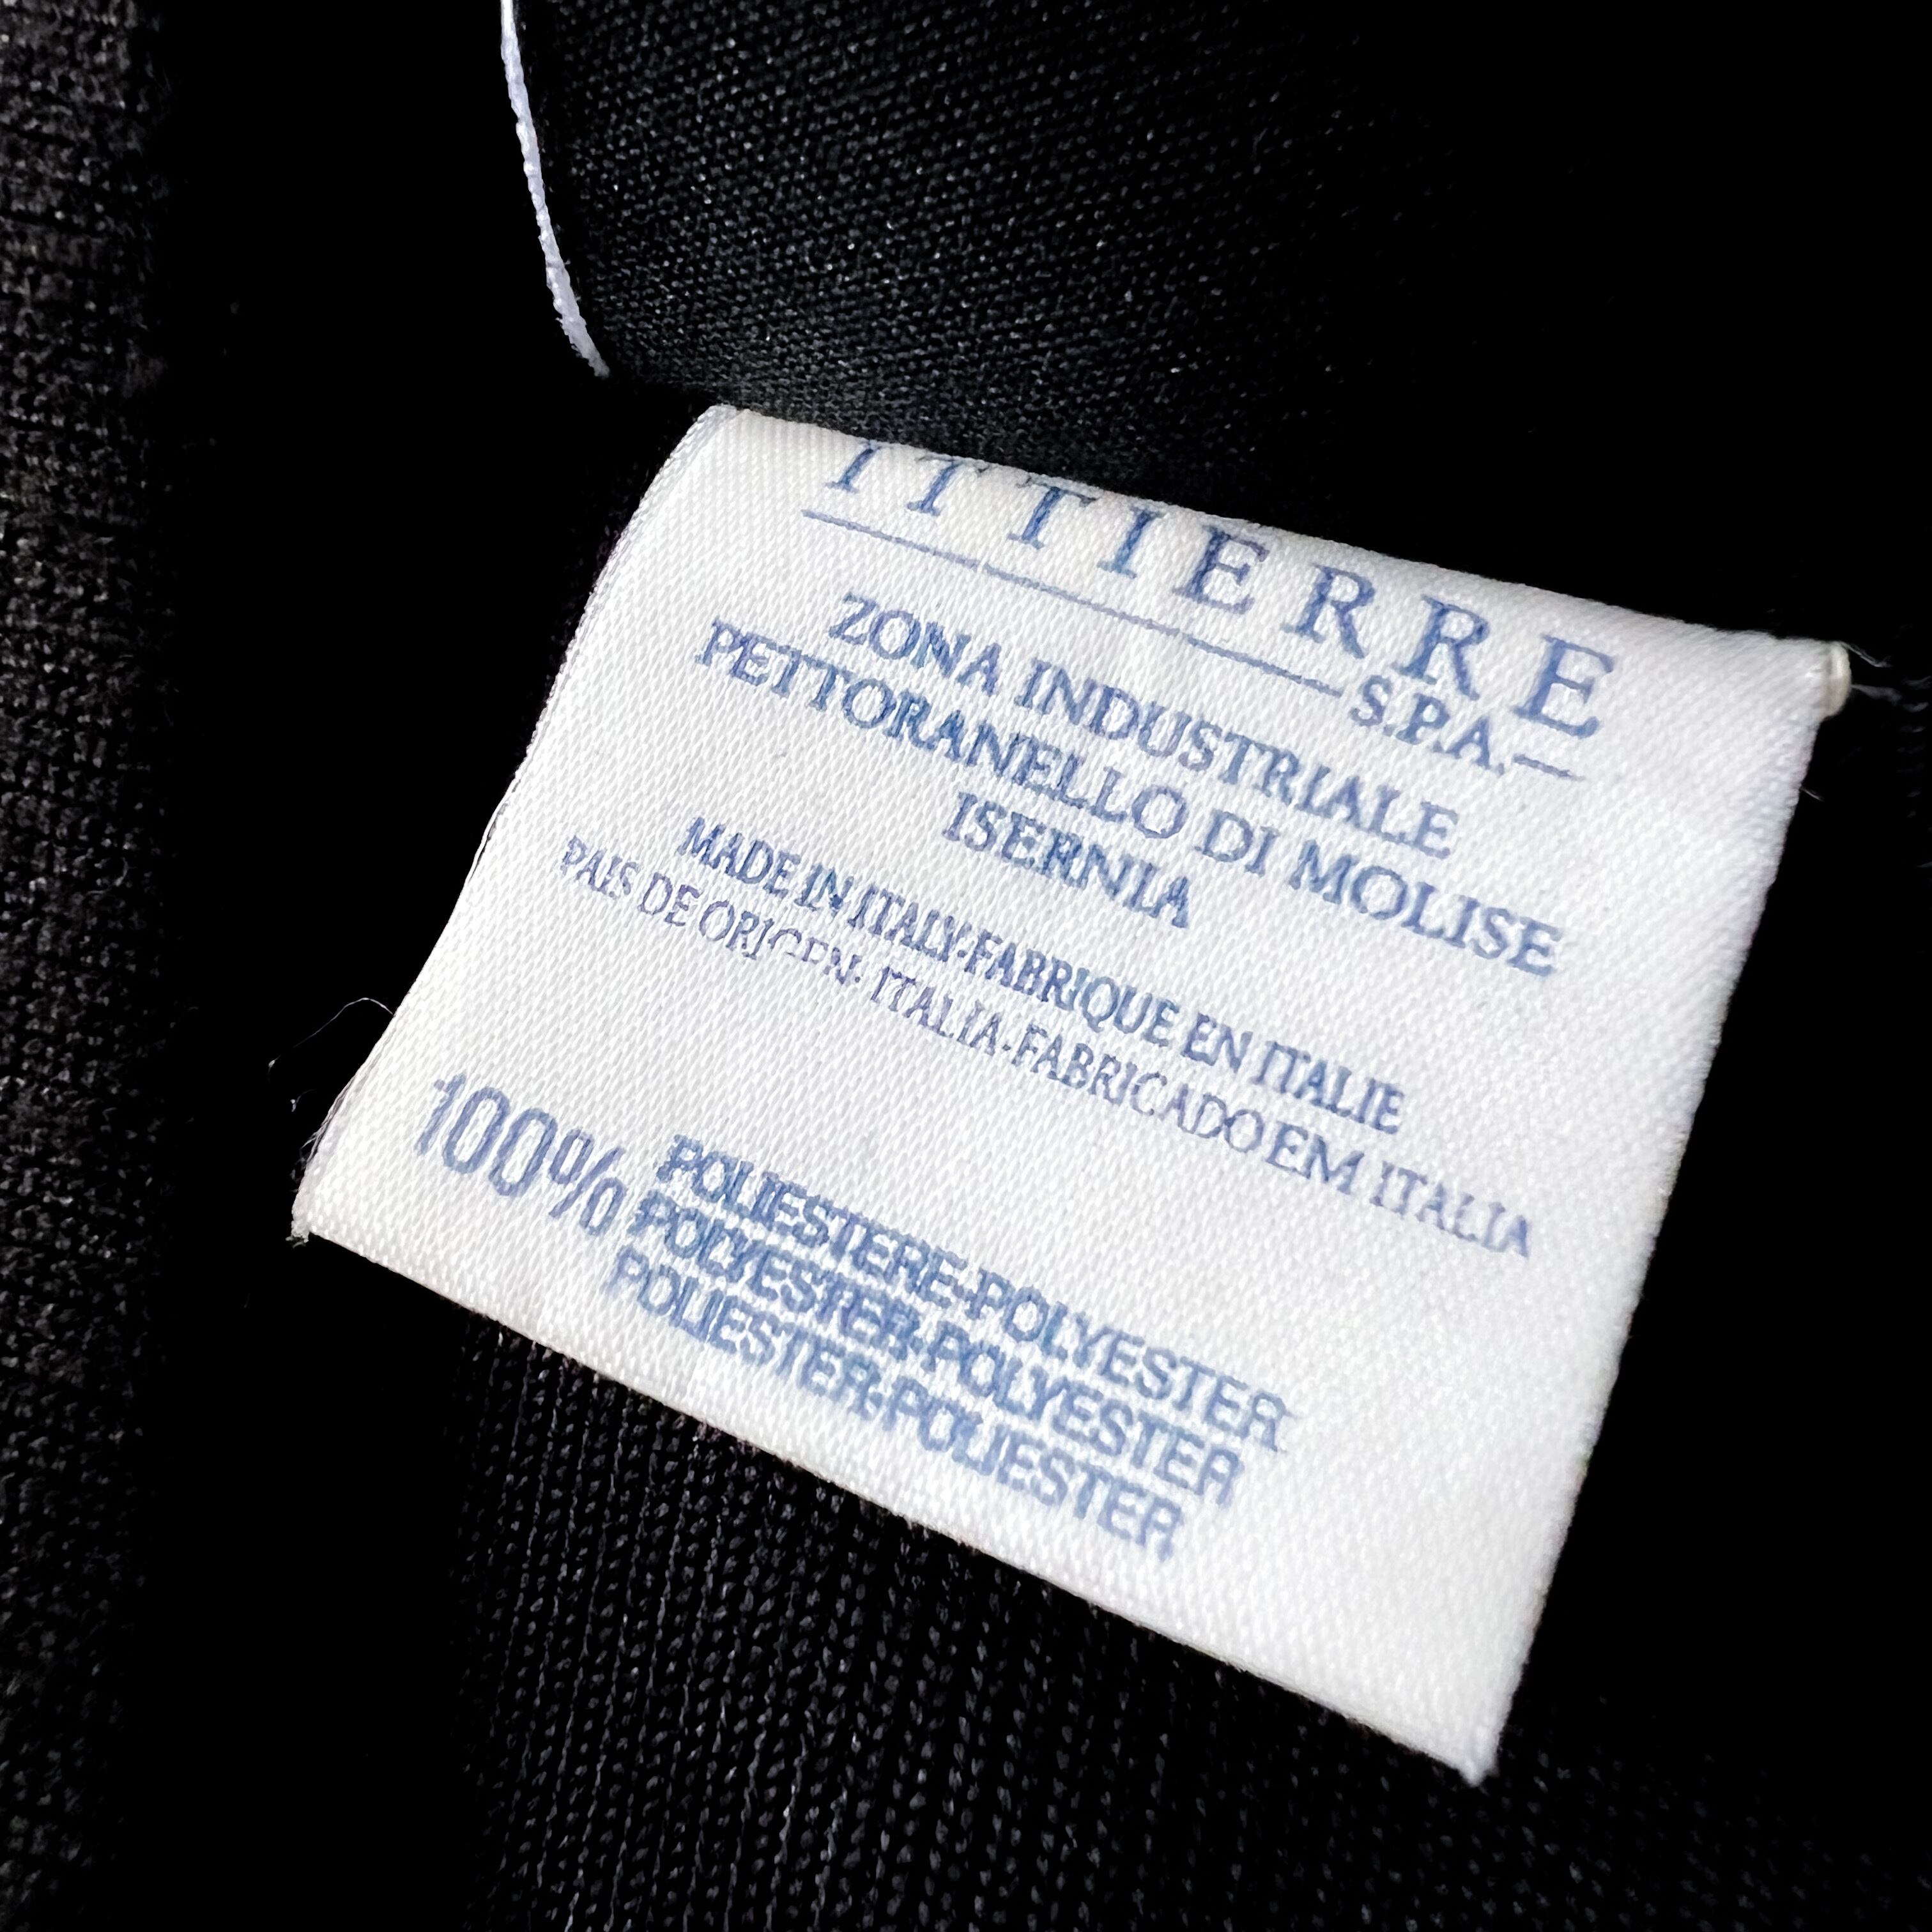 ITTIERRE
S.P.A.
ZONA INDUSTRIALE
PETTORANELLO DI MOLISE
ISERNIA
MADE IN ITALY-FABRIQUE EN ITALIE
PAIS DE ORIGEN-ITALIA-FABRICADO EM ITALIA
100% POLIESTERE-POLYESTER
POLYESTER-POLYESTER
POLIESTER-POLIESTER